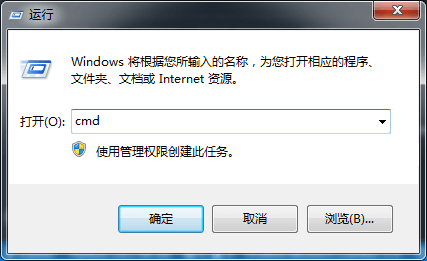 运行
Windows 将根据您所输入的名称，为您打开相应的程序、
文件夹、文档或 Internet 资源。
打开(O): cmd
使用管理权限创建此任务。
确定 取消 浏览(B)...